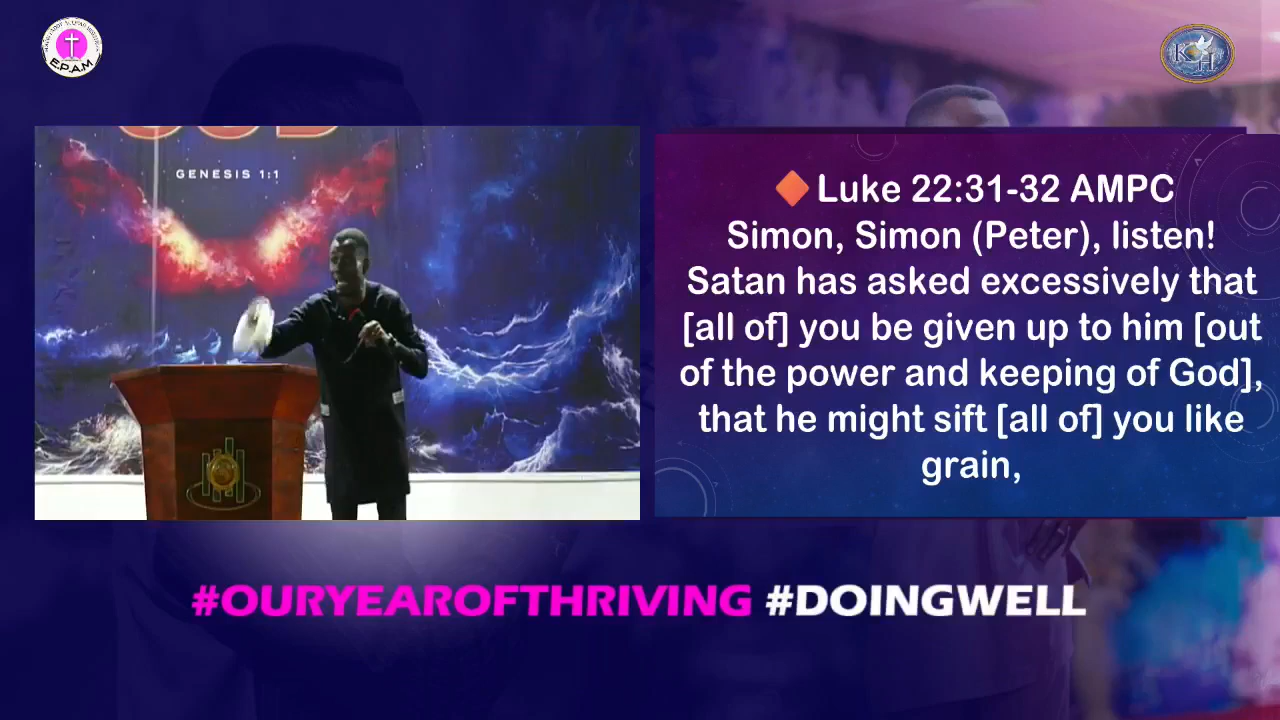 E.P.A.M
K H
GOD
GENESIS 1:1
Luke 22:31-32 AMPC
Simon, Simon (Peter), listen!
Satan has asked excessively that
[all of] you be given up to him [out
of the power and keeping of God],
that he might sift [all of] you like
grain,
#OURYEAROFTHRIVING #DOINGWELL